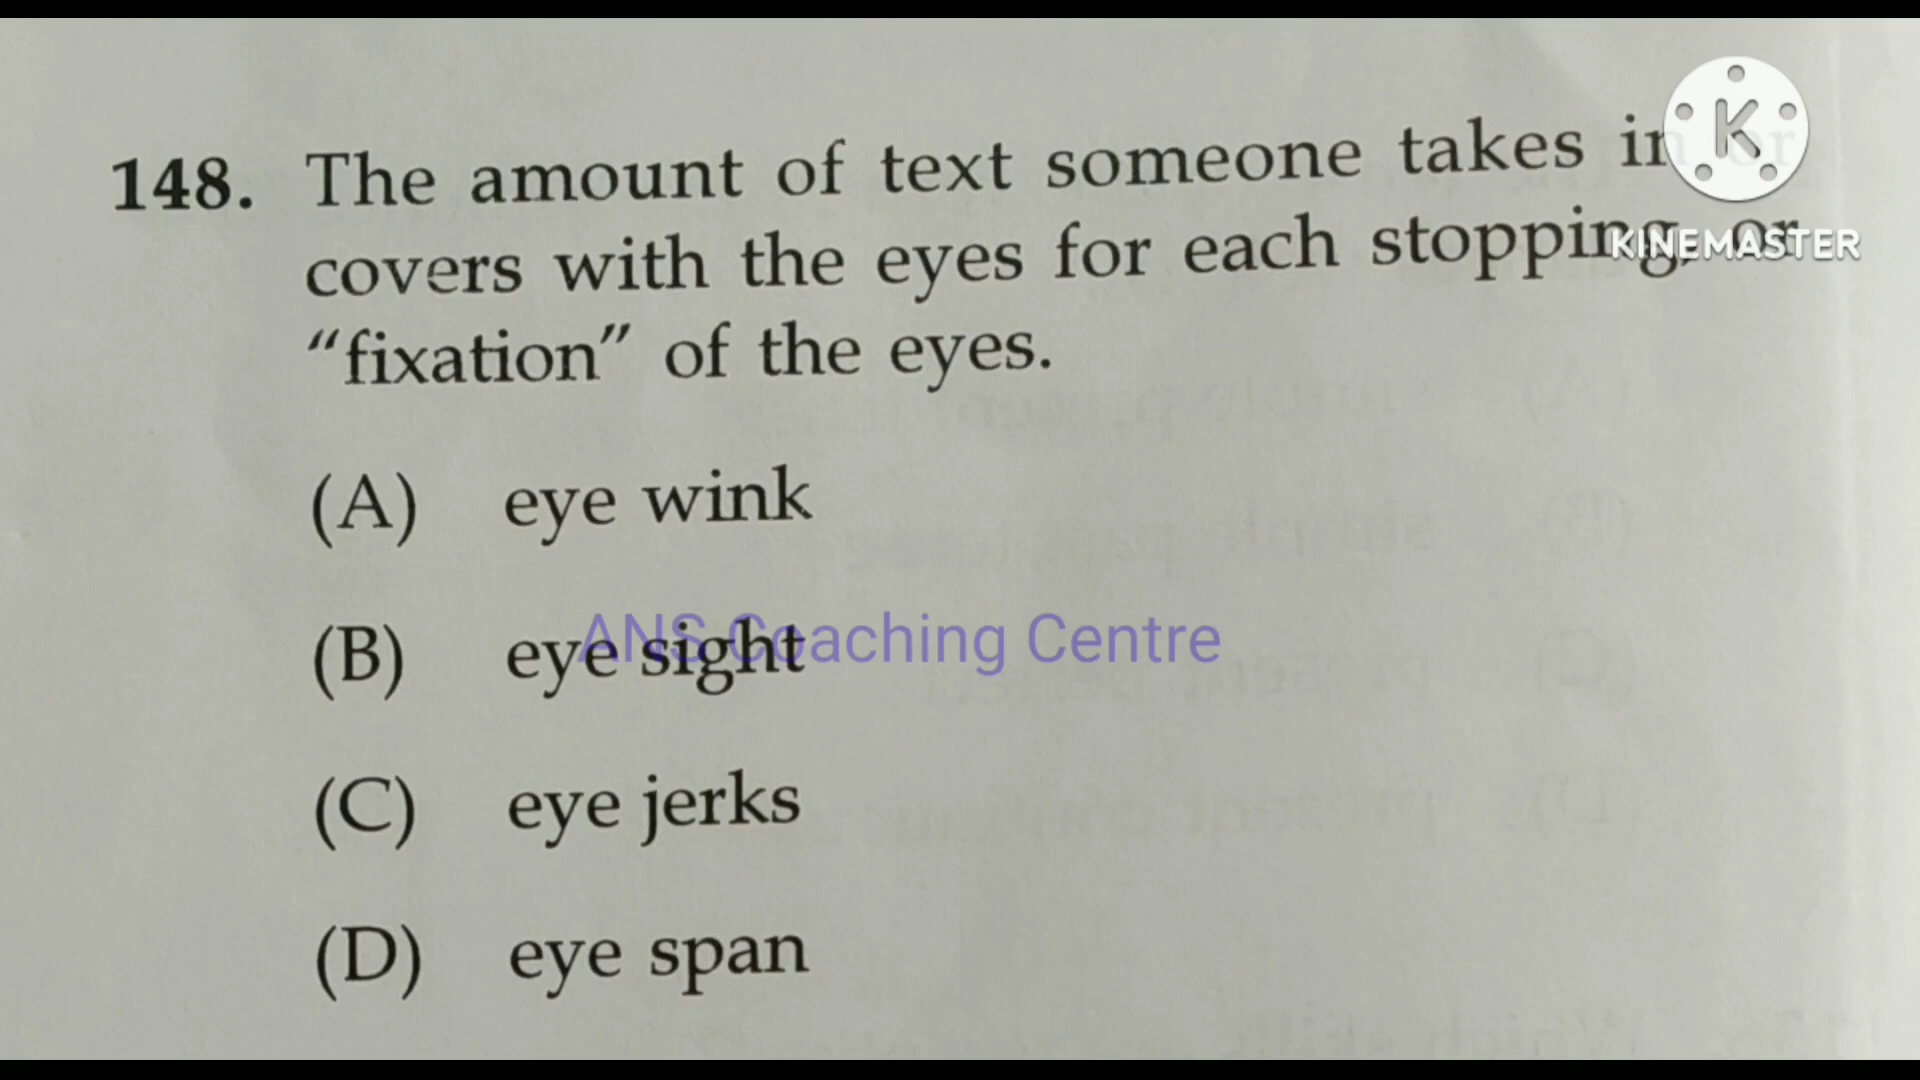 148. The amount of text someone takes in or
covers with the eyes for each stopping, or
“fixation” of the eyes.
(A) eye wink
(B) eye sight
(C) eye jerks
(D) eye span
K
KINEMASTER
ANS Coaching Centre